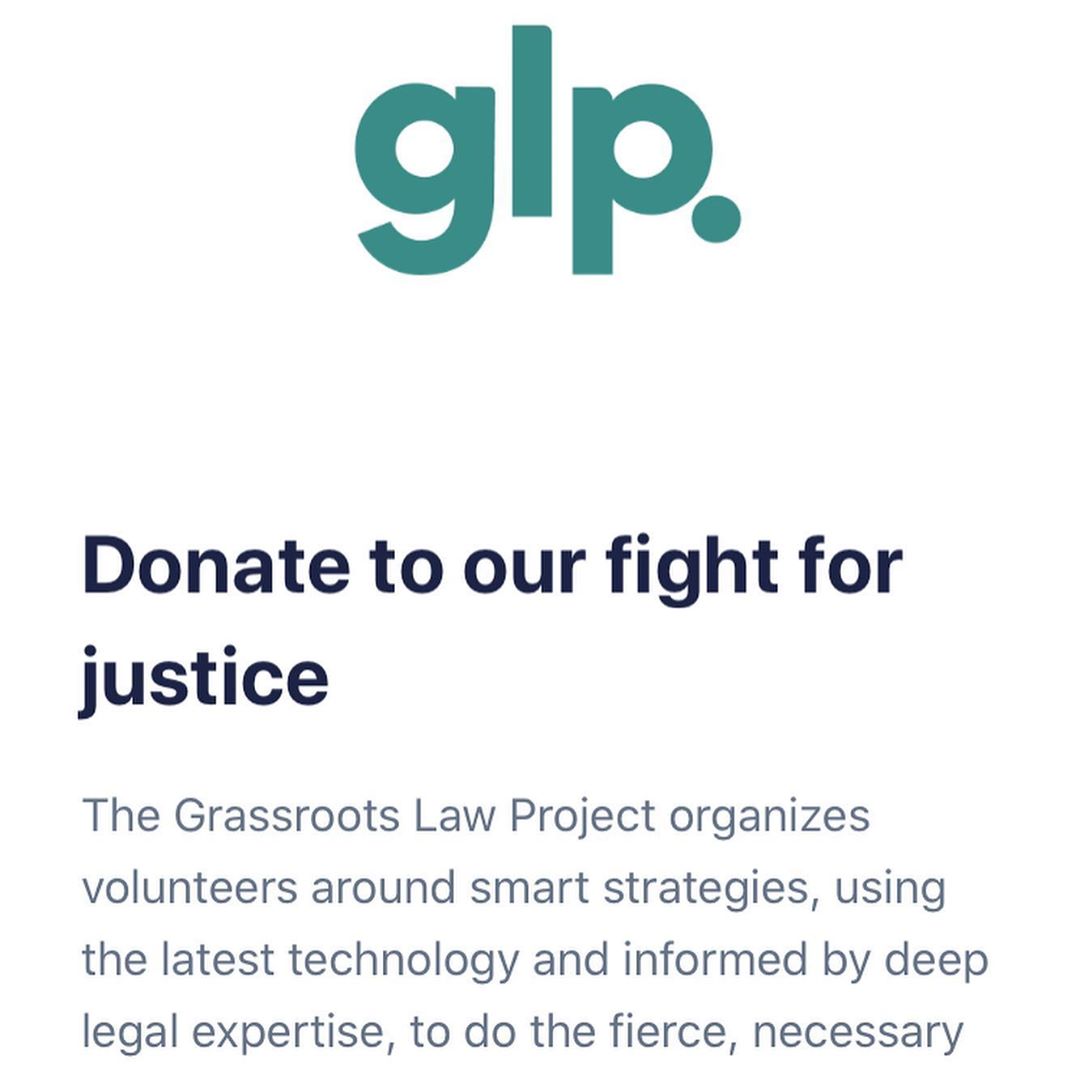 glp.
Donate to our fight for
justice
The Grassroots Law Project organizes
volunteers around smart strategies, using
the latest technology and informed by deep
legal expertise, to do the fierce, necessary